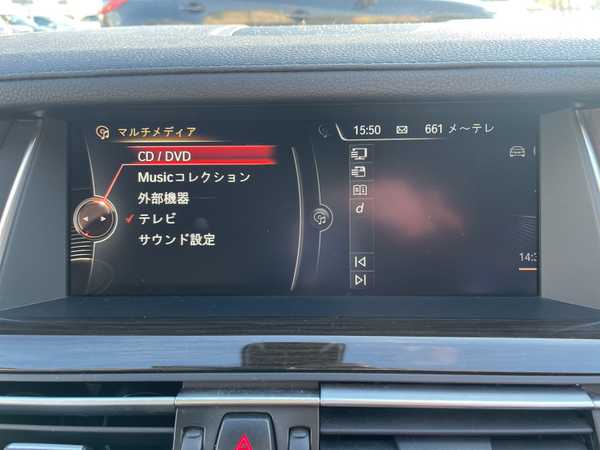 マルチメディア
15:50 661 メ〜テレ
CD / DVD
Musicコレクション
外部機器
テレビ
サウンド設定
d